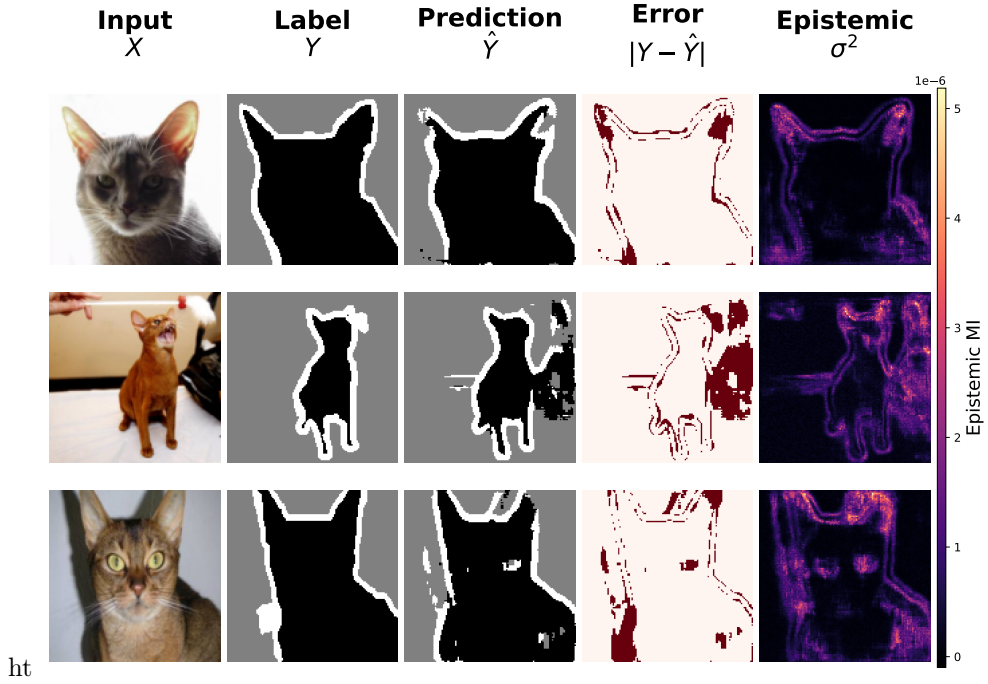 Input Label Prediction Error Epistemic
X Y Ŷ |Y − Ŷ| σ²
1e−6
5
4
3
2
1
0
Epistemic MI
ht